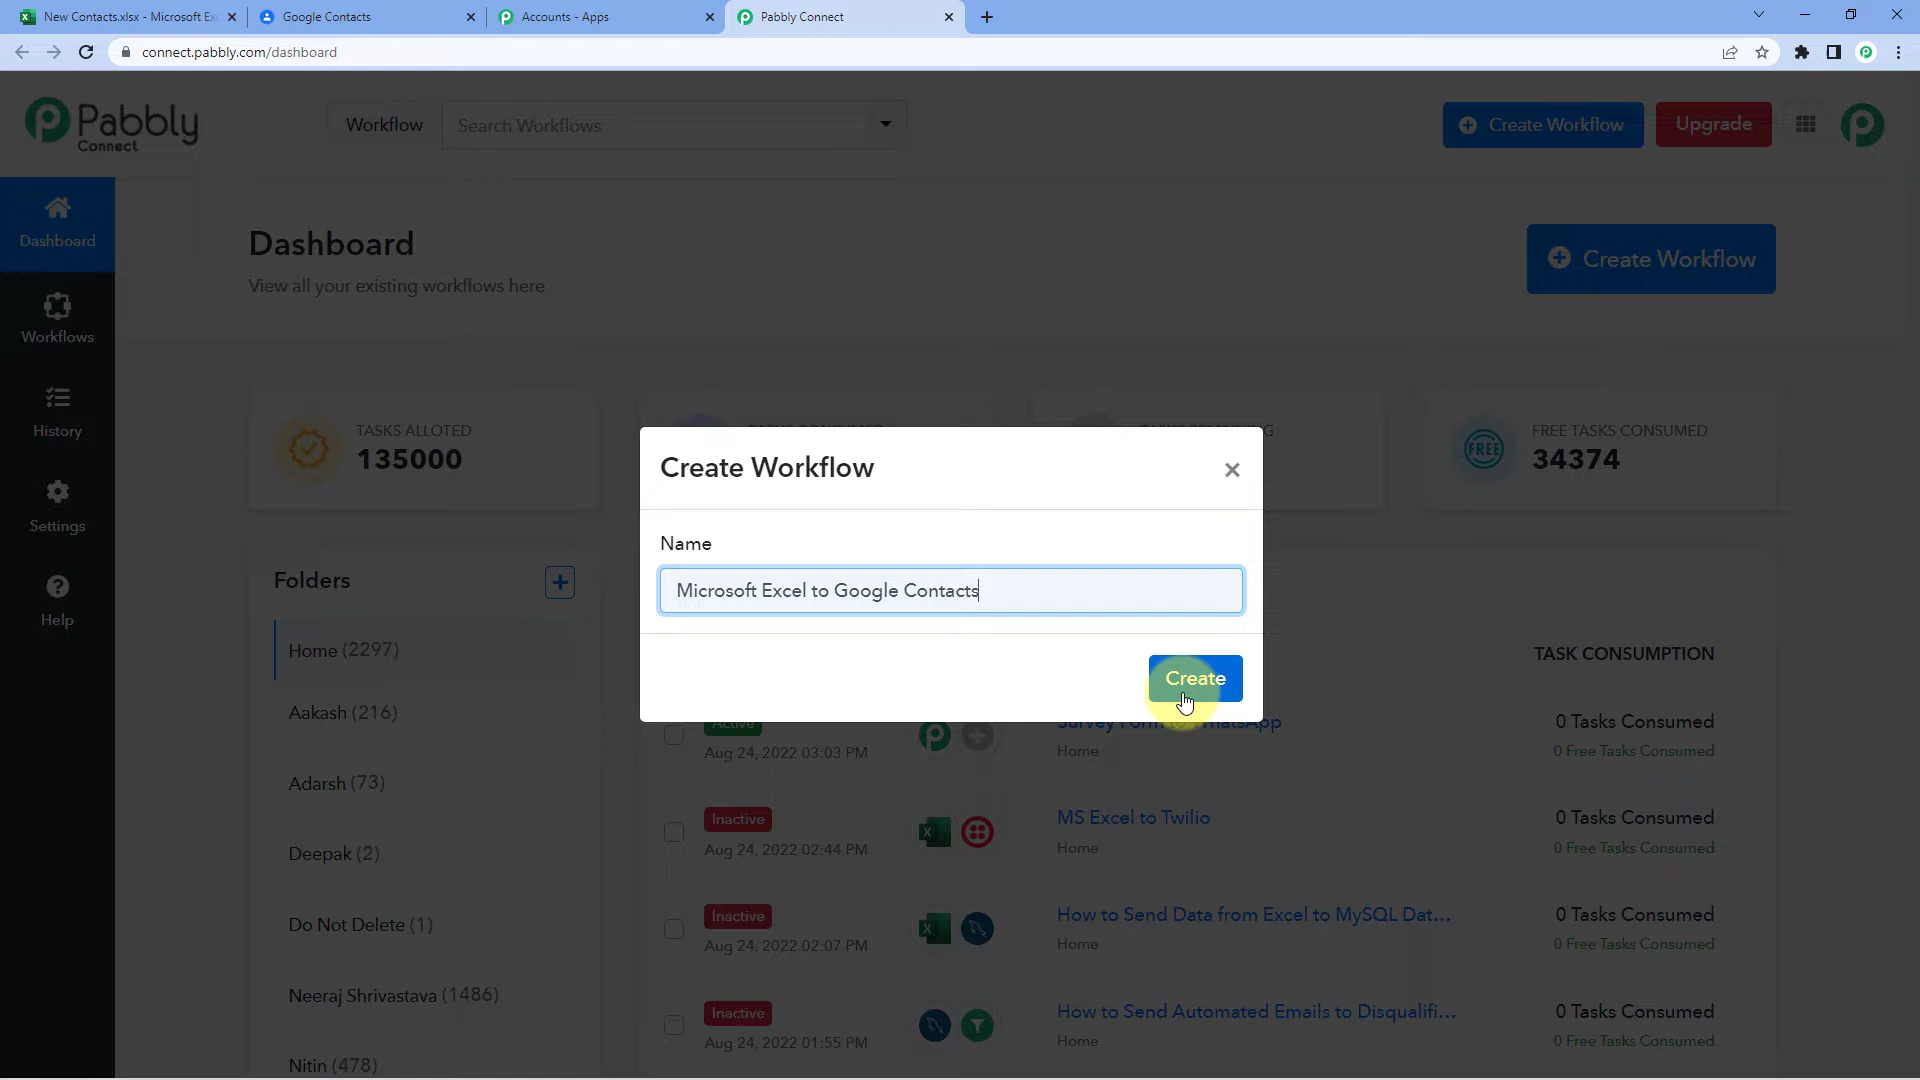 New Contacts.xlsx - Microsoft Ex
Google Contacts
Accounts - Apps
Pabbly Connect
connect.pabbly.com/dashboard
Pabbly
Connect
Workflow
Search Workflows
Create Workflow
Upgrade
Dashboard
Workflows
History
Settings
Help
Dashboard
View all your existing workflows here
Create Workflow
TASKS ALLOTED
135000
FREE
FREE TASKS CONSUMED
34374
Create Workflow
Name
Microsoft Excel to Google Contacts
Create
Folders
Home (2297)
Aakash (216)
Adarsh (73)
Deepak (2)
Do Not Delete (1)
Neeraj Shrivastava (1486)
Nitin (478)
TASK CONSUMPTION
Active
Aug 24, 2022 03:03 PM
Survey Form to WhatsApp
Home
0 Tasks Consumed
0 Free Tasks Consumed
Inactive
Aug 24, 2022 02:44 PM
MS Excel to Twilio
Home
0 Tasks Consumed
0 Free Tasks Consumed
Inactive
Aug 24, 2022 02:07 PM
How to Send Data from Excel to MySQL Dat...
Home
0 Tasks Consumed
0 Free Tasks Consumed
Inactive
Aug 24, 2022 01:55 PM
How to Send Automated Emails to Disqualifi...
Home
0 Tasks Consumed
0 Free Tasks Consumed